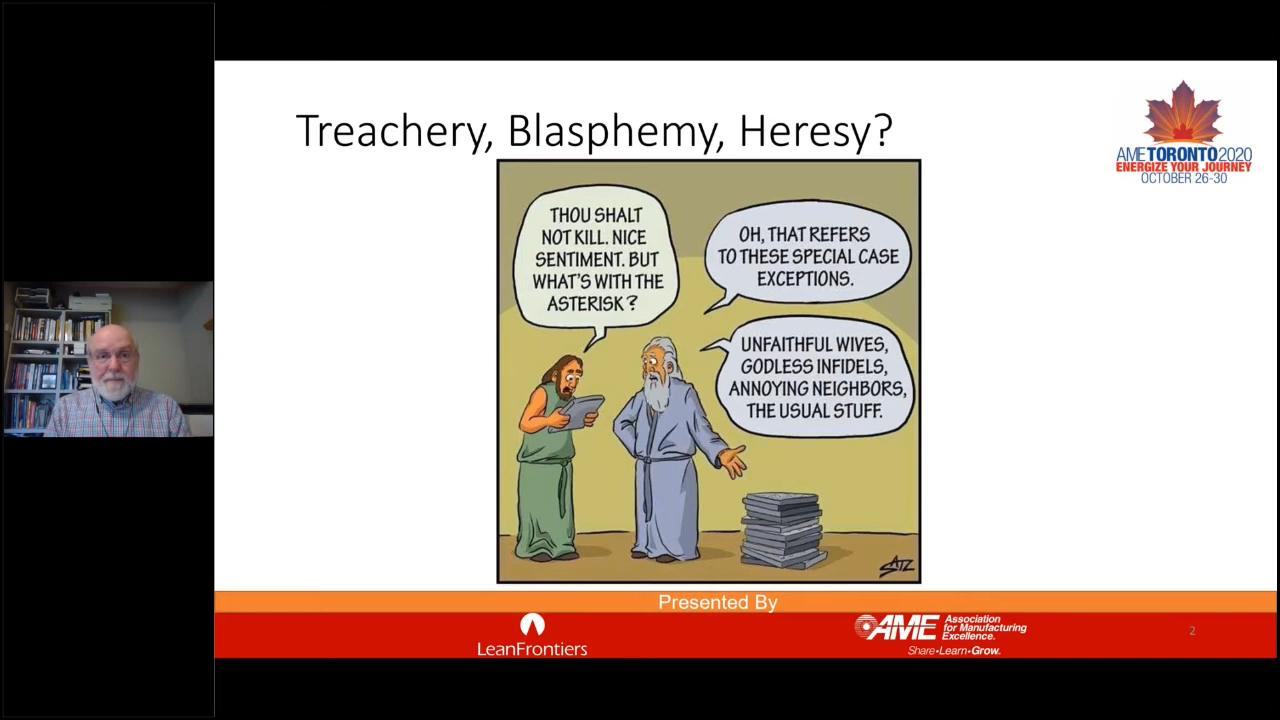 Treachery, Blasphemy, Heresy?
AMETORONTO2020
ENERGIZE YOUR JOURNEY
OCTOBER 26-30
THOU SHALT
NOT KILL. NICE
SENTIMENT. BUT
WHAT'S WITH THE
ASTERISK?
OH, THAT REFERS
TO THESE SPECIAL CASE
EXCEPTIONS.
UNFAITHFUL WIVES,
GODLESS INFIDELS,
ANNOYING NEIGHBORS,
THE USUAL STUFF.
SATZ
Presented By
LeanFrontiers
AME Association
for Manufacturing
Excellence.
Share•Learn•Grow.
2